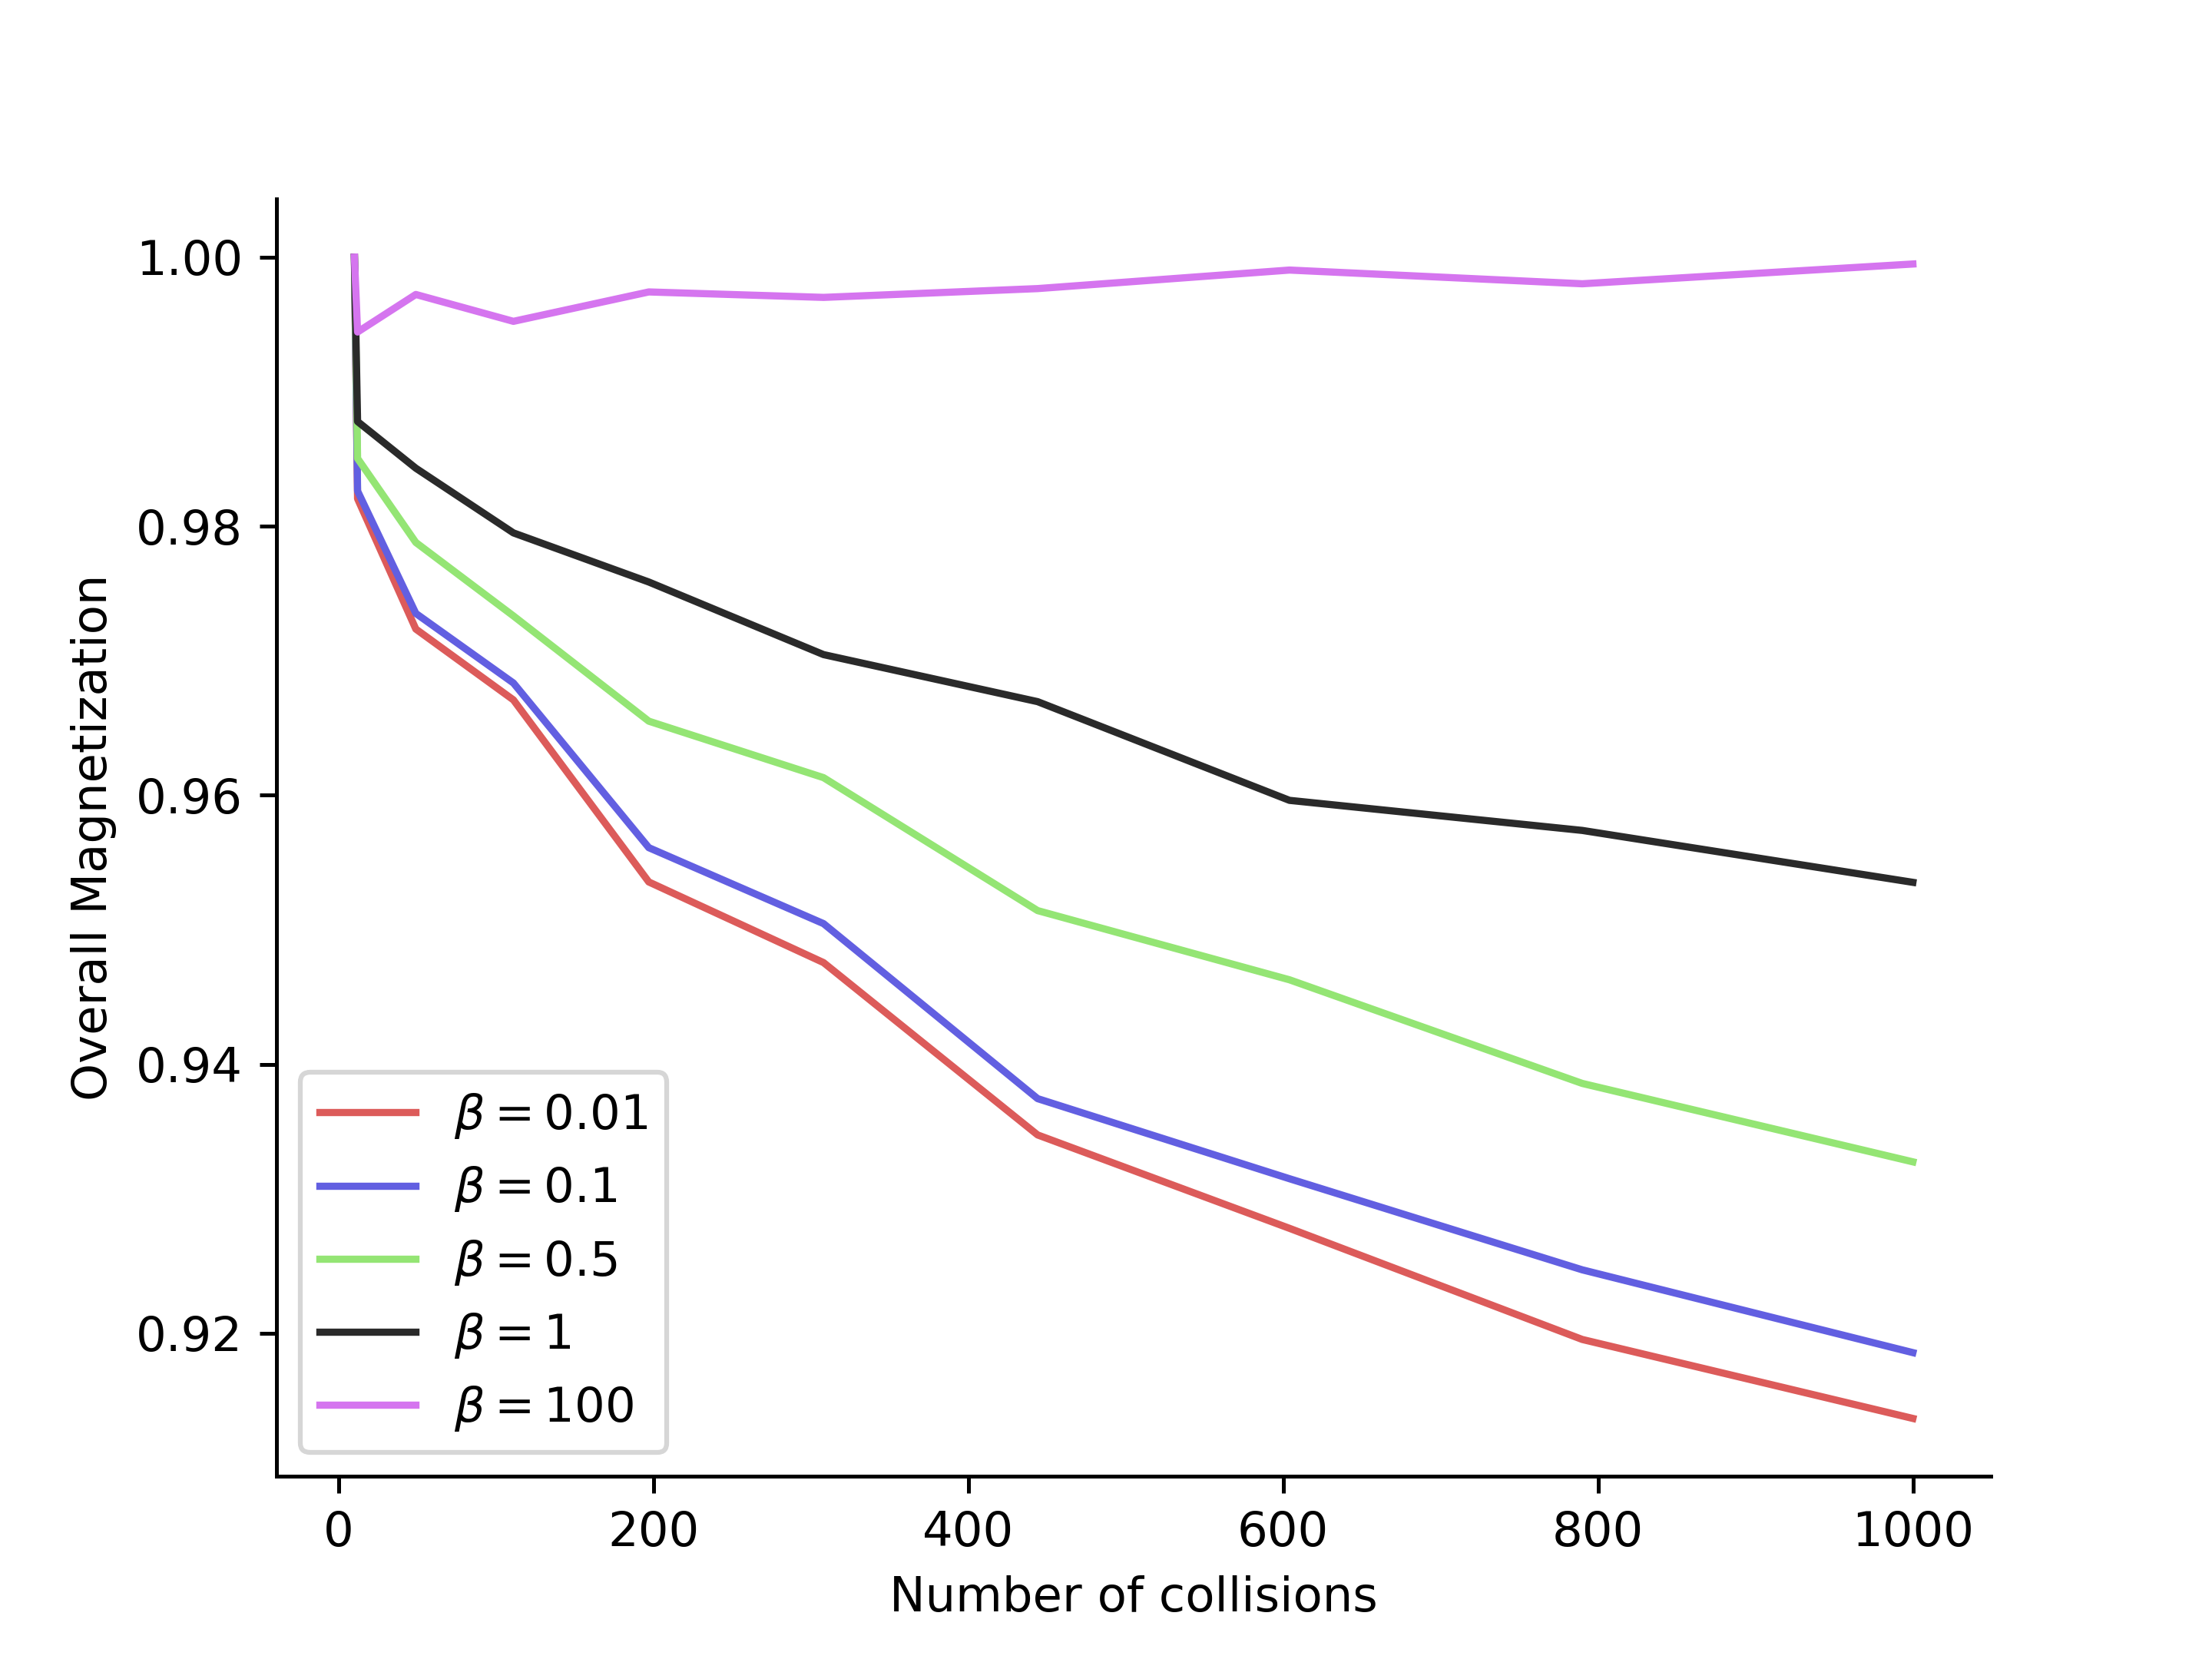 1.00
0.98
0.96
0.94
0.92
Overall Magnetization
β = 0.01
β = 0.1
β = 0.5
β = 1
β = 100
0 200 400 600 800 1000
Number of collisions